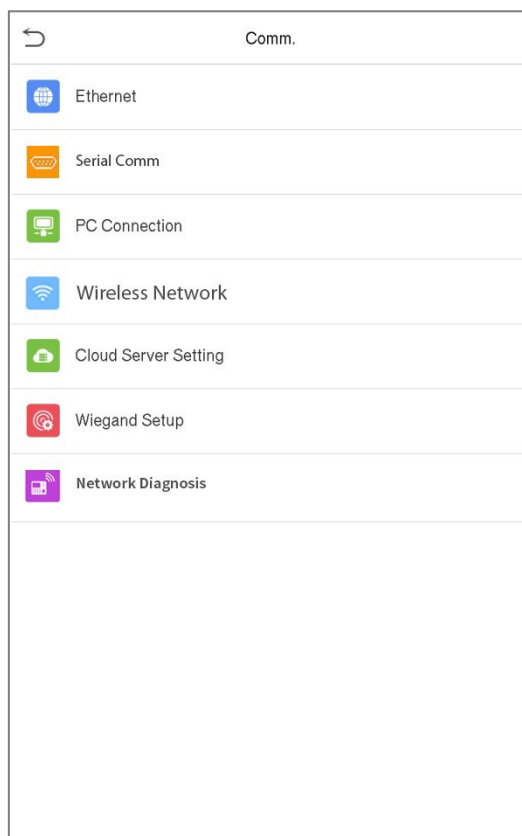 Comm.
Ethernet
Serial Comm
PC Connection
Wireless Network
Cloud Server Setting
Wiegand Setup
Network Diagnosis